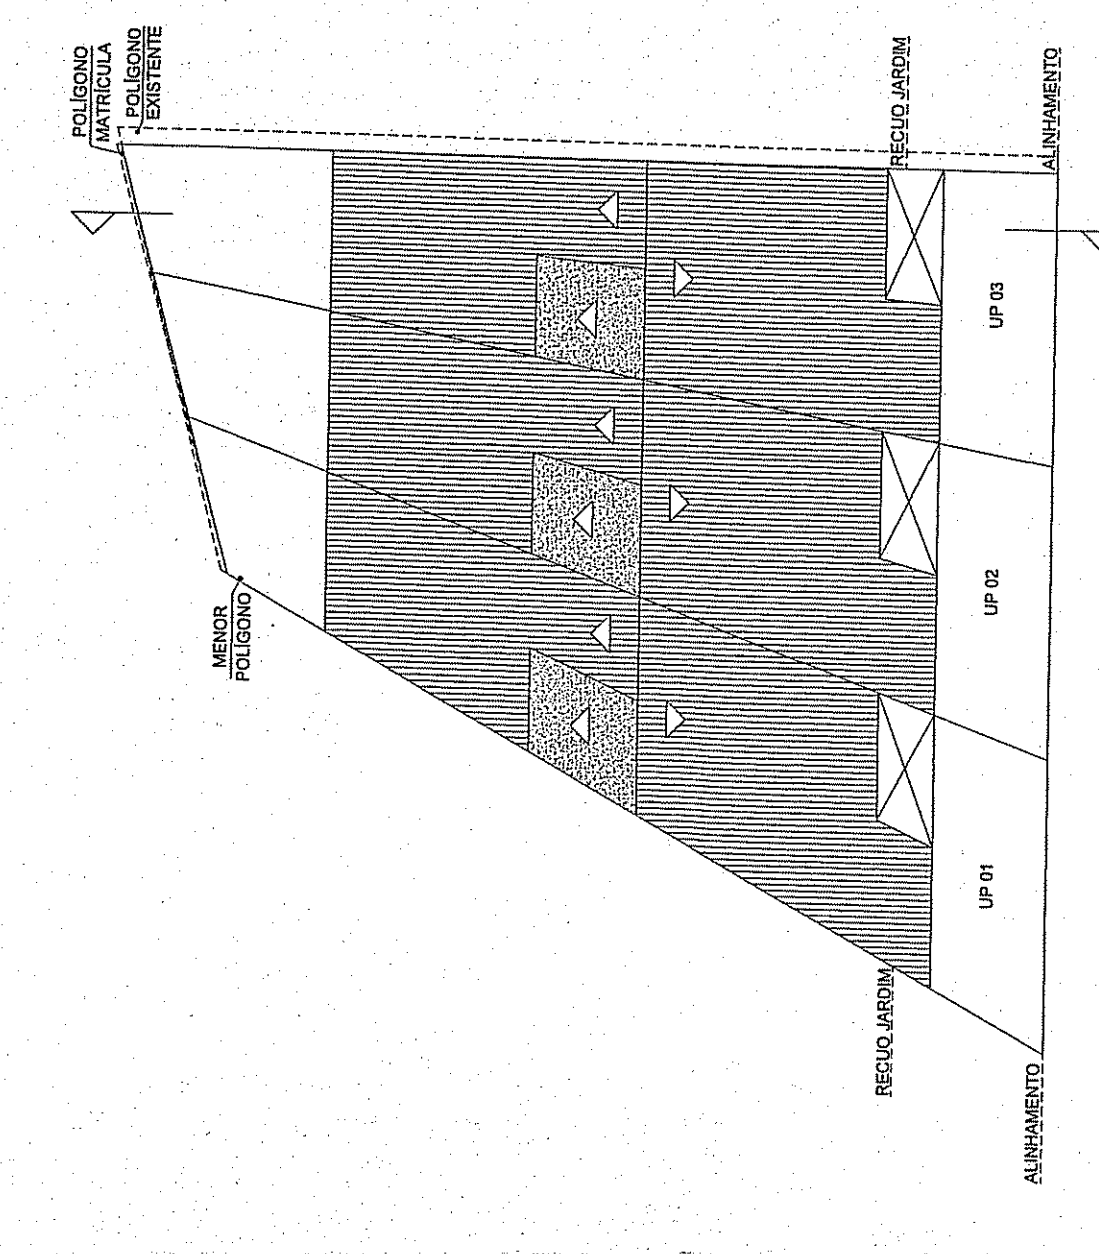 POLÍGONO
MATRÍCULA
POLÍGONO
EXISTENTE
RECUO JARDIM
ALINHAMENTO
UP 03
MENOR
POLÍGONO
UP 02
UP 01
RECUO JARDIM
ALINHAMENTO